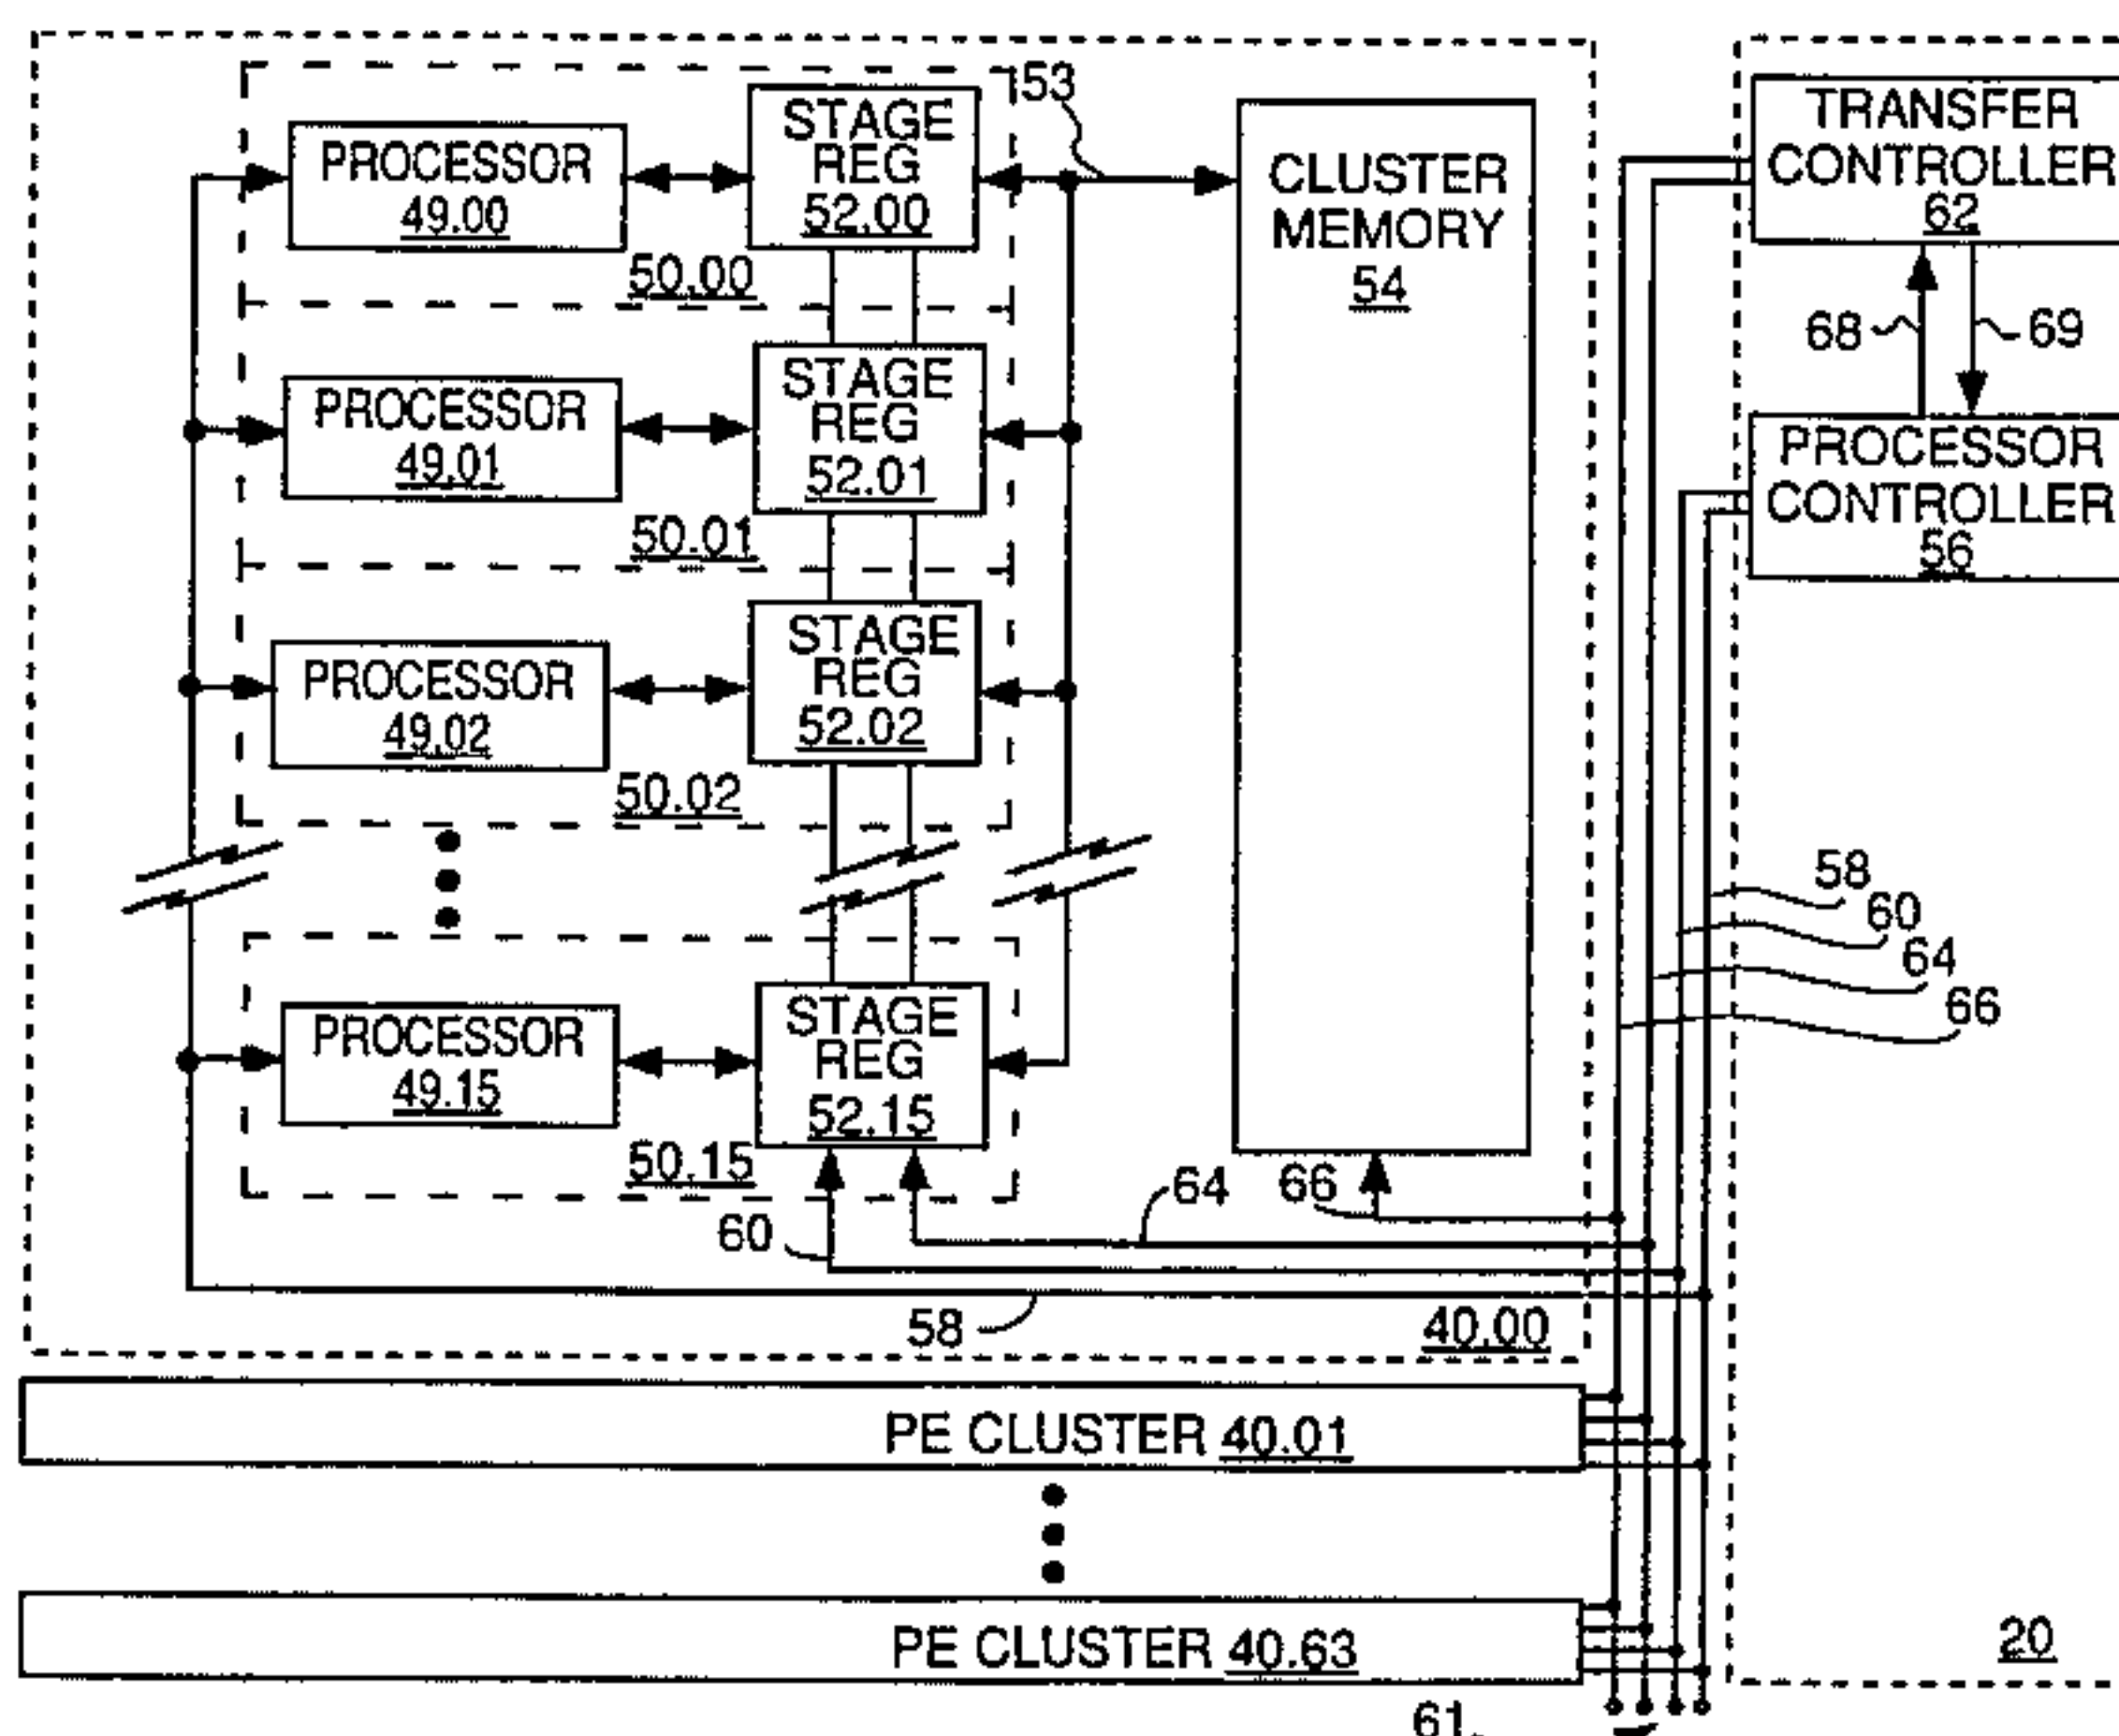 53
STAGE
REG
52.00
PROCESSOR
49.00
50.00
CLUSTER
MEMORY
54
TRANSFER
CONTROLLER
62
68
69
STAGE
REG
52.01
PROCESSOR
49.01
50.01
PROCESSOR
CONTROLLER
56
STAGE
REG
52.02
PROCESSOR
49.02
50.02
58
60
64
66
STAGE
REG
52.15
PROCESSOR
49.15
50.15
60
64
66
58
40.00
PE CLUSTER 40.01
PE CLUSTER 40.63
20
61